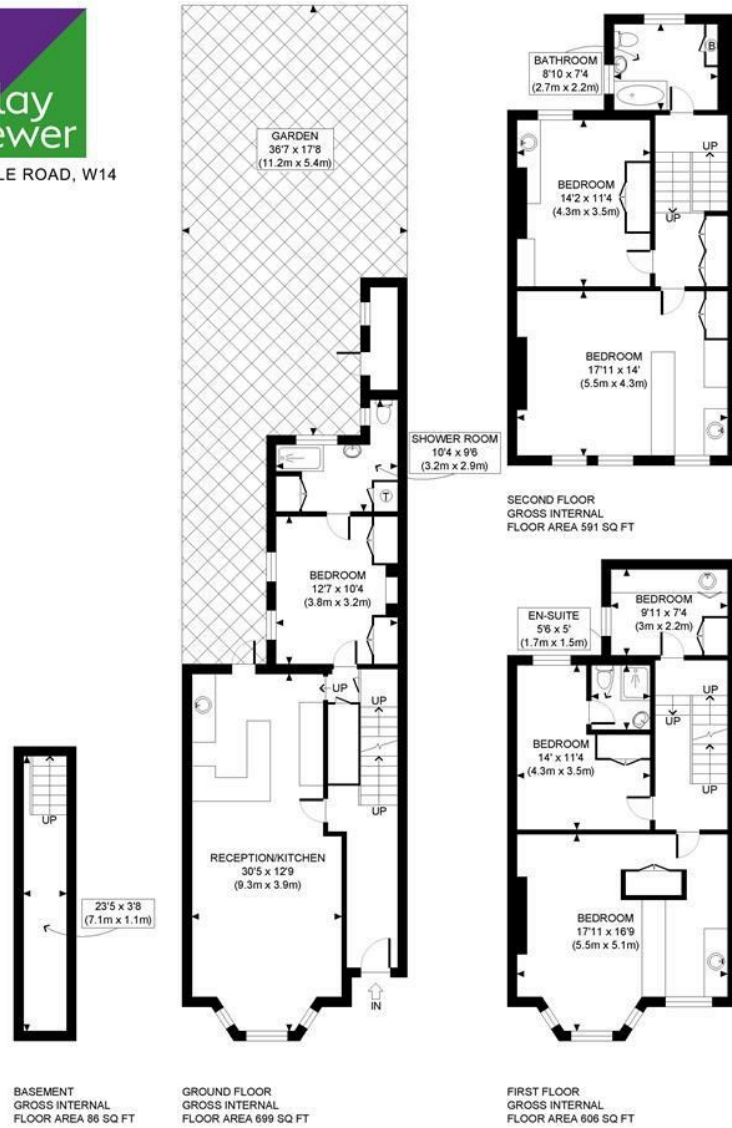 LE ROAD, W14
GARDEN
36'7 x 17'8
(11.2m x 5.4m)
SHOWER ROOM
10'4 x 9'6
(3.2m x 2.9m)
T
BEDROOM
12'7 x 10'4
(3.8m x 3.2m)
UP
UP
UP
RECEPTION/KITCHEN
30'5 x 12'9
(9.3m x 3.9m)
IN
UP
23'5 x 3'8
(7.1m x 1.1m)
BASEMENT
GROSS INTERNAL
FLOOR AREA 86 SQ FT
GROUND FLOOR
GROSS INTERNAL
FLOOR AREA 699 SQ FT
BATHROOM
8'10 x 7'4
(2.7m x 2.2m)
B
BEDROOM
14'2 x 11'4
(4.3m x 3.5m)
UP
UP
BEDROOM
17'11 x 14'
(5.5m x 4.3m)
SECOND FLOOR
GROSS INTERNAL
FLOOR AREA 591 SQ FT
EN-SUITE
5'6 x 5'
(1.7m x 1.5m)
BEDROOM
9'11 x 7'4
(3m x 2.2m)
UP
UP
UP
BEDROOM
14' x 11'4
(4.3m x 3.5m)
BEDROOM
17'11 x 16'9
(5.5m x 5.1m)
FIRST FLOOR
GROSS INTERNAL
FLOOR AREA 606 SQ FT